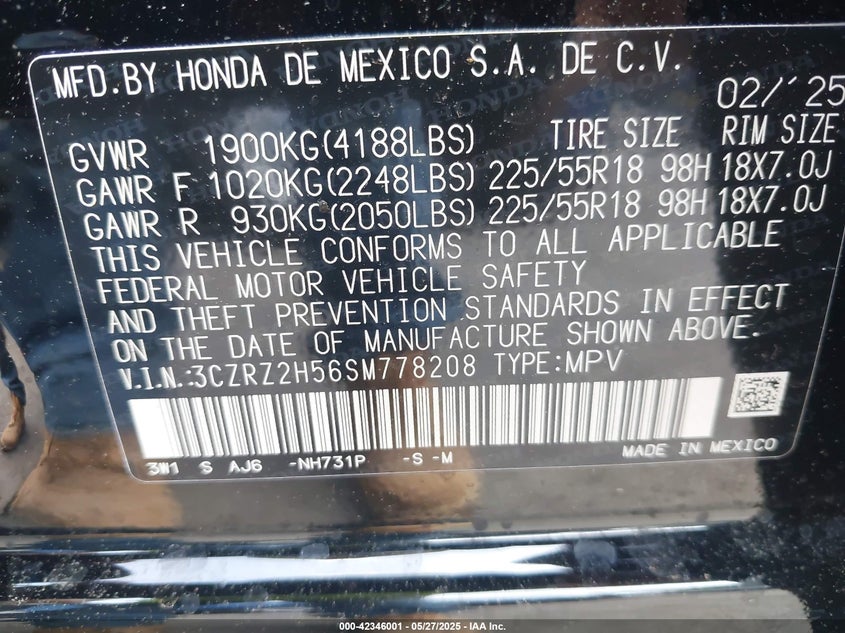 MFD.BY HONDA DE MEXICO S.A. DE C.V.
02/'25
GVWR 1900KG(4188LBS) TIRE SIZE RIM SIZE
GAWR F 1020KG(2248LBS) 225/55R18 98H 18X7.0J
GAWR R 930KG(2050LBS) 225/55R18 98H 18X7.0J
THIS VEHICLE CONFORMS TO ALL APPLICABLE
FEDERAL MOTOR VEHICLE SAFETY
AND THEFT PREVENTION STANDARDS IN EFFECT
ON THE DATE OF MANUFACTURE SHOWN ABOVE.
V.I.N.:3CZRZ2H56SM778208 TYPE:MPV
3W1 S AJ6 -NH731P -S -M MADE IN MEXICO
000-42346001 — 05/27/2025 — IAA Inc.